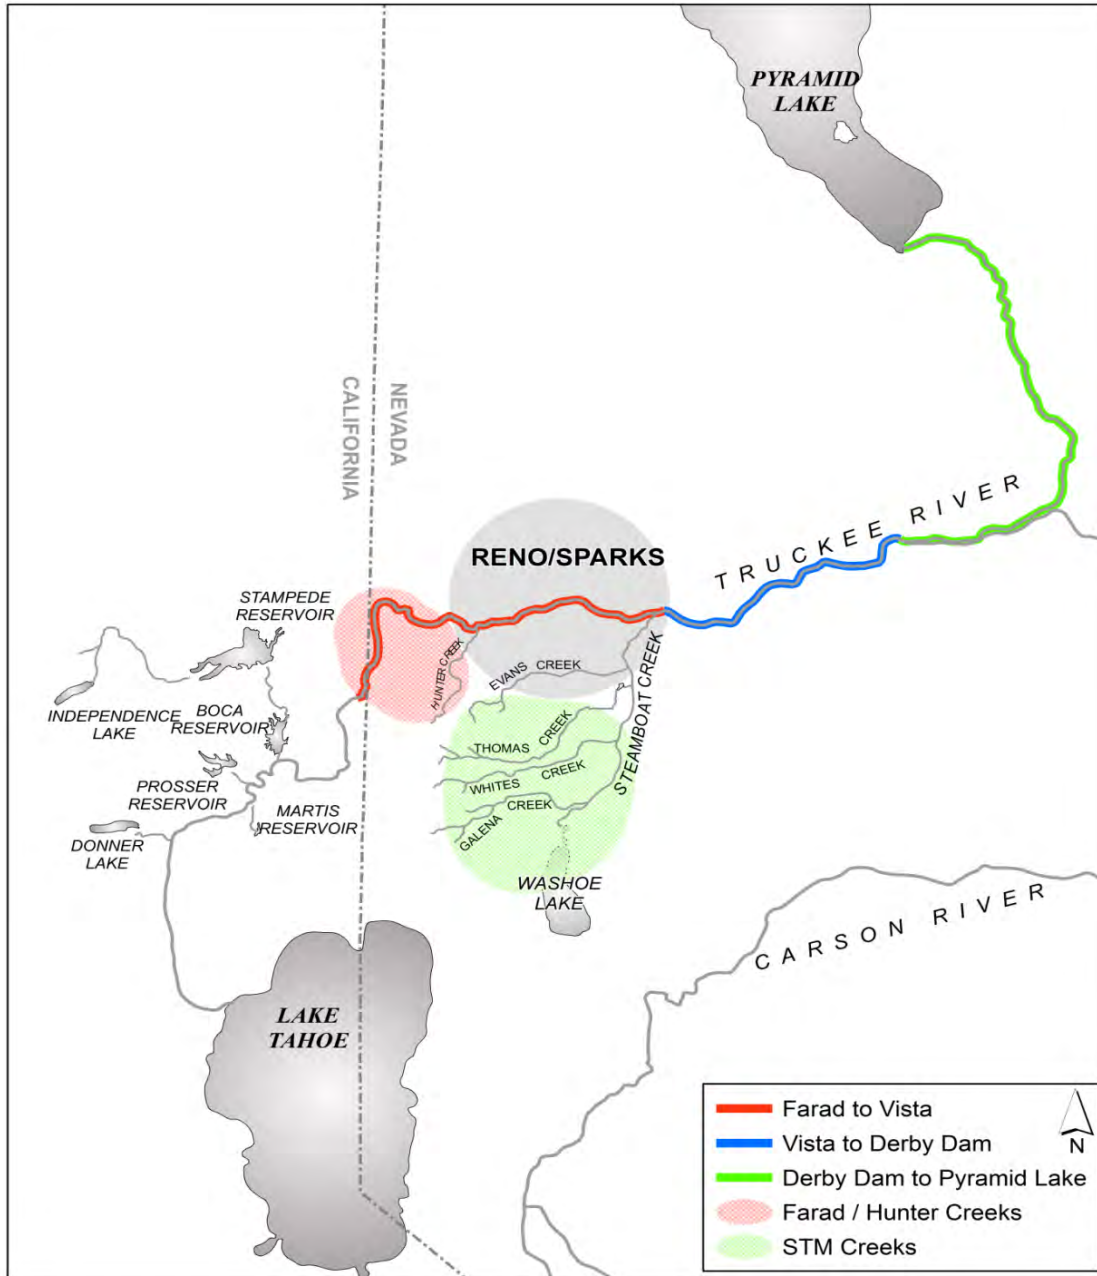 PYRAMID
LAKE
CALIFORNIA
NEVADA
TRUCKEE RIVER
RENO/SPARKS
STAMPEDE
RESERVOIR
HUNTER CREEK
EVANS CREEK
STEAMBOAT CREEK
INDEPENDENCE
LAKE
BOCA
RESERVOIR
THOMAS CREEK
WHITES CREEK
PROSSER
RESERVOIR
MARTIS
RESERVOIR
GALENA CREEK
DONNER
LAKE
WASHOE
LAKE
CARSON RIVER
LAKE
TAHOE
Farad to Vista
Vista to Derby Dam
Derby Dam to Pyramid Lake
Farad / Hunter Creeks
STM Creeks
N